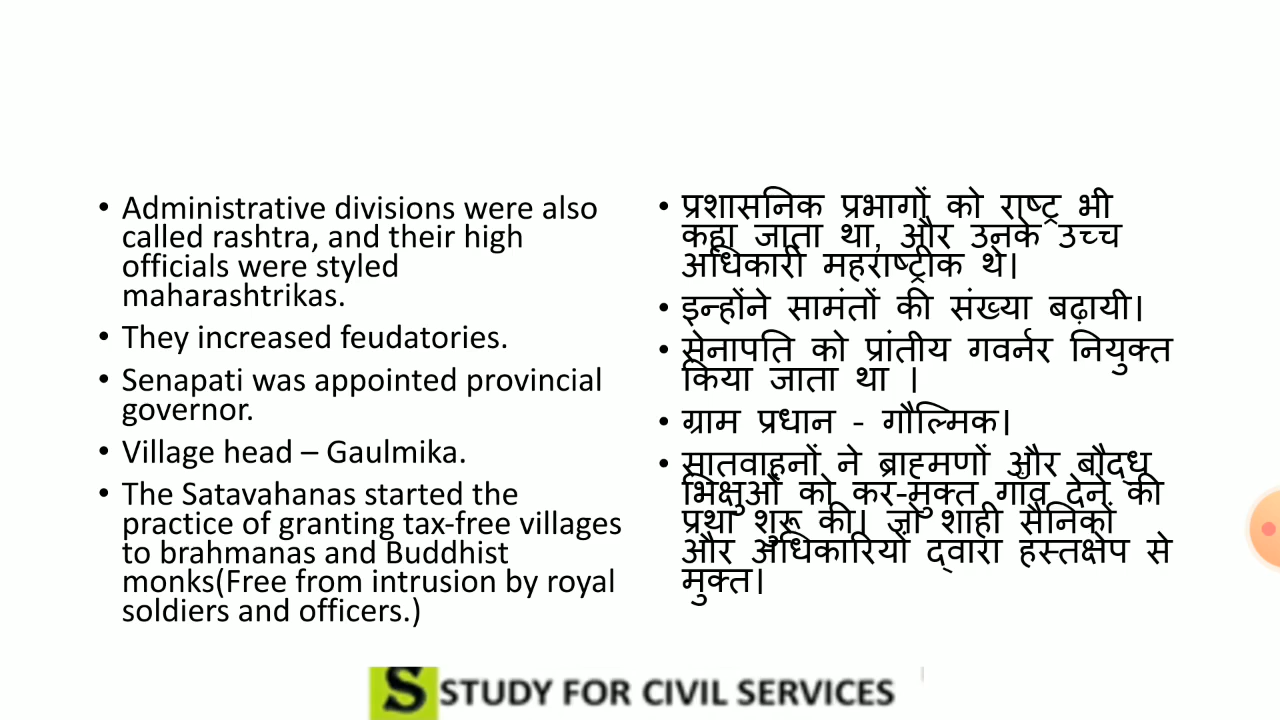 • Administrative divisions were also
called rashtra, and their high
officials were styled
maharashtrikas.
• They increased feudatories.
• Senapati was appointed provincial
governor.
• Village head – Gaulmika.
• The Satavahanas started the
practice of granting tax-free villages
to brahmanas and Buddhist
monks(Free from intrusion by royal
soldiers and officers.)
• प्रशासनिक प्रभागों को राष्ट्र भी
कहा जाता था, और उनके उच्च
अधिकारी महराष्ट्रीक थे।
• इन्होंने सामंतों की संख्या बढ़ायी।
• सेनापति को प्रांतीय गवर्नर नियुक्त
किया जाता था ।
• ग्राम प्रधान - गौल्मिक।
• सातवाहनों ने ब्राह्मणों और बौद्ध
भिक्षुओं को कर-मुक्त गाँव देने की
प्रथा शुरू की। जो शाही सैनिकों
और अधिकारियों द्वारा हस्तक्षेप से
मुक्त।
S STUDY FOR CIVIL SERVICES